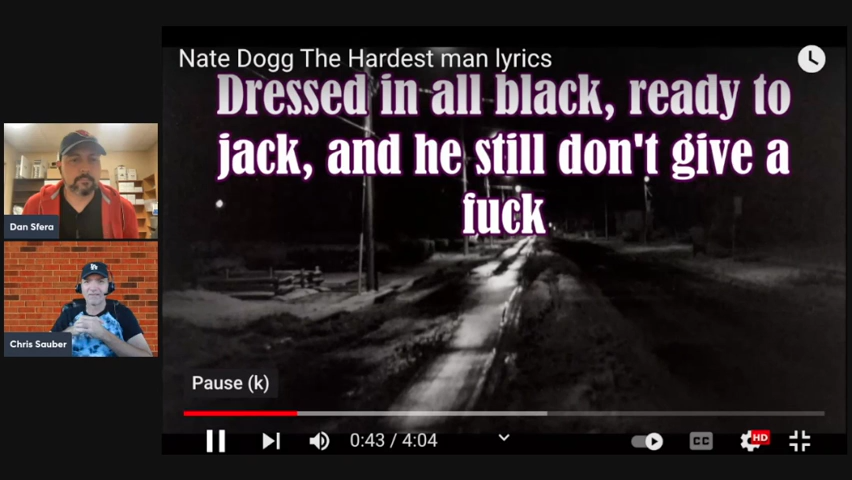 Nate Dogg The Hardest man lyrics
Dressed in all black, ready to
jack, and he still don't give a
fuck
Dan Sfera
Chris Sauber
Pause (k)
0:43 / 4:04
CC
HD